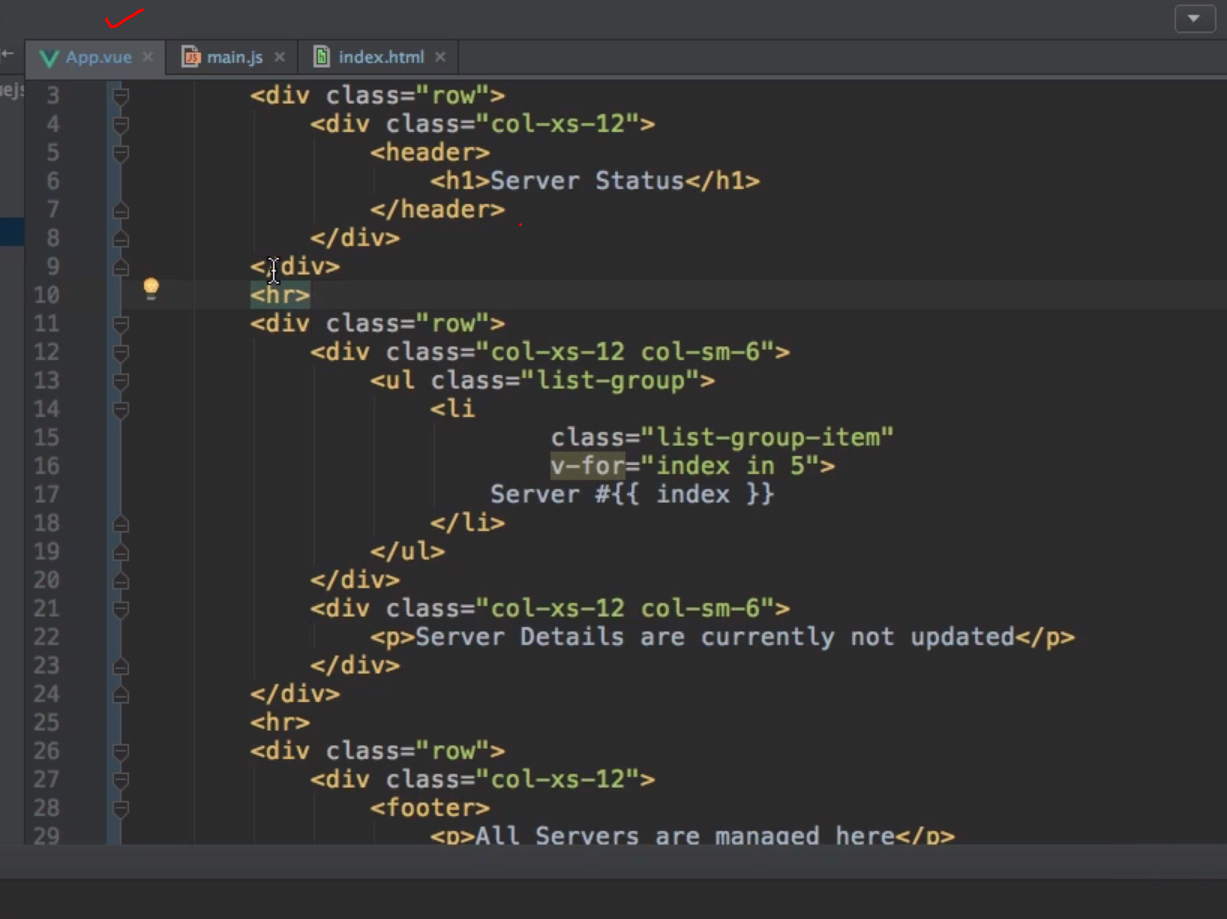 App.vue main.js index.html
uejs
3 <div class="row">
4 <div class="col-xs-12">
5 <header>
6 <h1>Server Status</h1>
7 </header>
8 </div>
9 </div>
10 <hr>
11 <div class="row">
12 <div class="col-xs-12 col-sm-6">
13 <ul class="list-group">
14 <li
15 class="list-group-item"
16 v-for="index in 5">
17 Server #{{ index }}
18 </li>
19 </ul>
20 </div>
21 <div class="col-xs-12 col-sm-6">
22 <p>Server Details are currently not updated</p>
23 </div>
24 </div>
25 <hr>
26 <div class="row">
27 <div class="col-xs-12">
28 <footer>
29 <p>All Servers are managed here</p>